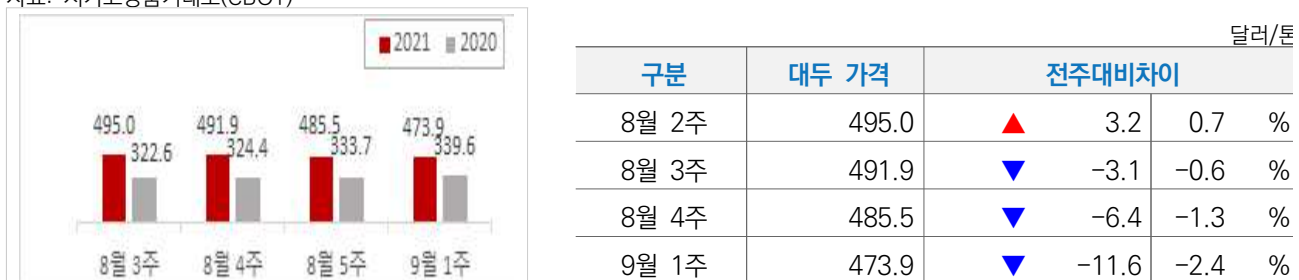 ■2021 ■2020
495.0 322.6 491.9 324.4 485.5 333.7 473.9 339.6
8월 3주 8월 4주 8월 5주 9월 1주
달러/톤
구분 대두 가격 전주대비차이
8월 2주 495.0 ▲ 3.2 0.7 %
8월 3주 491.9 ▼ -3.1 -0.6 %
8월 4주 485.5 ▼ -6.4 -1.3 %
9월 1주 473.9 ▼ -11.6 -2.4 %